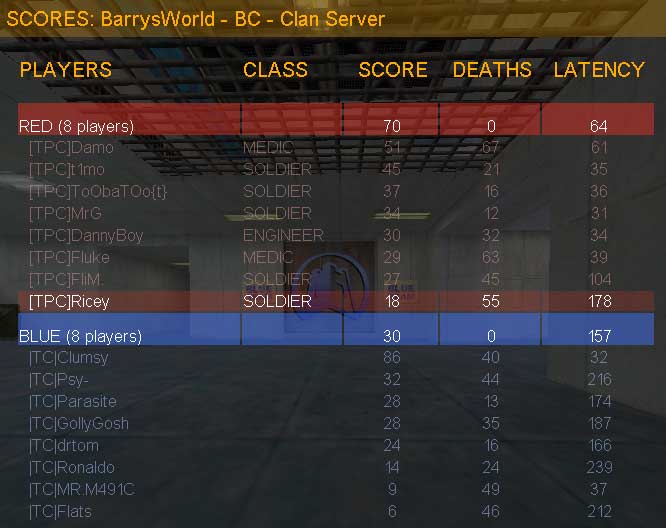 SCORES: BarrysWorld - BC - Clan Server
PLAYERS CLASS SCORE DEATHS LATENCY
RED (8 players) 70 0 64
[TPC]Damo MEDIC 51 67 61
[TPC]t1mo SOLDIER 45 21 35
[TPC]ToObaTOo{t} SOLDIER 37 16 36
[TPC]MrG SOLDIER 34 12 31
[TPC]DannyBoy ENGINEER 30 32 34
[TPC]Fluke MEDIC 29 63 39
[TPC]FliM. SOLDIER 27 45 104
[TPC]Ricey SOLDIER 18 55 178
BLUE (8 players) 30 0 157
|TC|Clumsy 86 40 32
|TC|Psy- 32 44 216
|TC|Parasite 28 13 174
|TC|GollyGosh 28 35 187
|TC|drtom 24 16 166
|TC|Ronaldo 14 24 239
|TC|MR.M491C 9 49 37
|TC|Flats 6 46 212
BLUE
BLUE